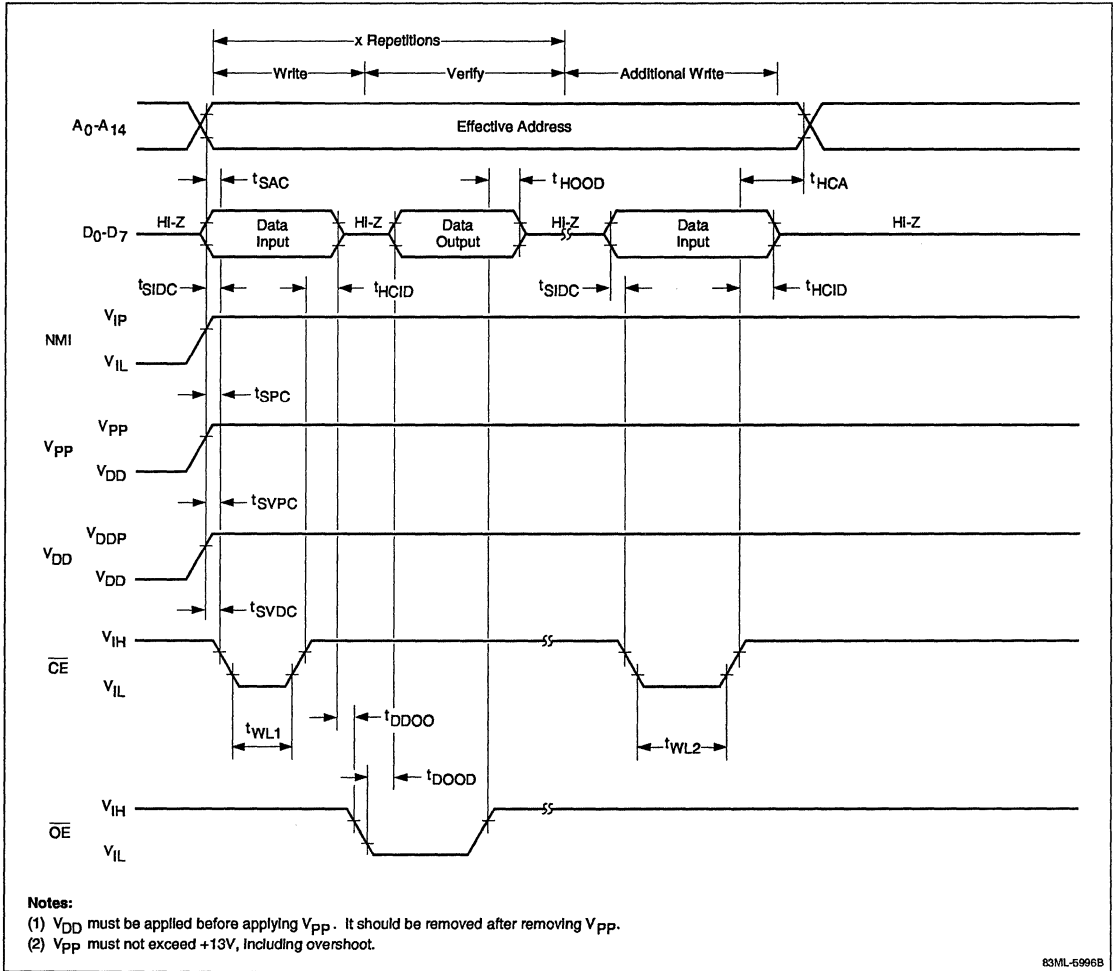 x Repetitions
Write Verify Additional Write
A0-A14 Effective Address
tSAC tHOOD tHCA
D0-D7 HI-Z Data Input HI-Z Data Output HI-Z Data Input HI-Z
tSIDC tHCID tSIDC tHCID
NMI VIP
VIL
tSPC
VPP VPP
VDD
tSVPC
VDD VDDP
VDD
tSVDC
CE VIH
VIL
tWL1 tDDOO tWL2
tDOOD
OE VIH
VIL
Notes:
(1) VDD must be applied before applying VPP. It should be removed after removing VPP.
(2) VPP must not exceed +13V, including overshoot.
83ML-5996B